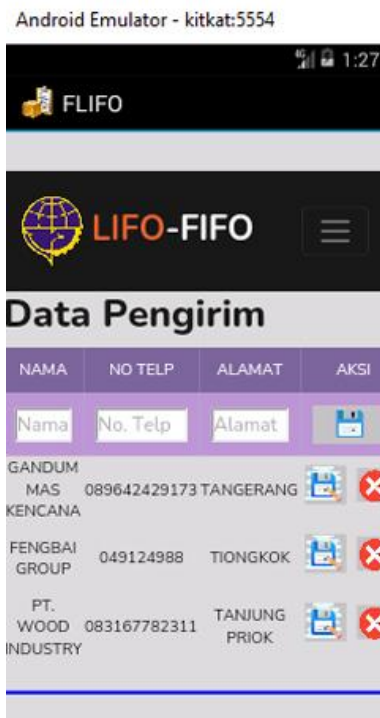 Android Emulator - kitkat:5554
4G 1:27
FLIFO
LIFO-FIFO
Data Pengirim
NAMA NO TELP ALAMAT AKSI
Nama No. Telp Alamat
GANDUM
MAS 089642429173 TANGERANG
KENCANA
FENGBAI
GROUP 049124988 TIONGKOK
PT.
WOOD 083167782311 TANJUNG PRIOK
INDUSTRY